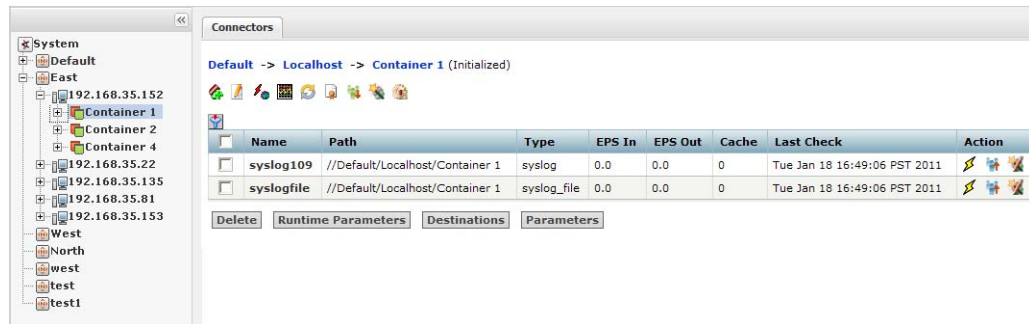 System
Default
East
192.168.35.152
Container 1
Container 2
Container 4
192.168.35.22
192.168.35.135
192.168.35.81
192.168.35.153
West
North
west
test
test1
Connectors
Default -> Localhost -> Container 1 (Initialized)
Name Path Type EPS In EPS Out Cache Last Check Action
syslog109 //Default/Localhost/Container 1 syslog 0.0 0.0 0 Tue Jan 18 16:49:06 PST 2011
syslogfile //Default/Localhost/Container 1 syslog_file 0.0 0.0 0 Tue Jan 18 16:49:06 PST 2011
Delete Runtime Parameters Destinations Parameters